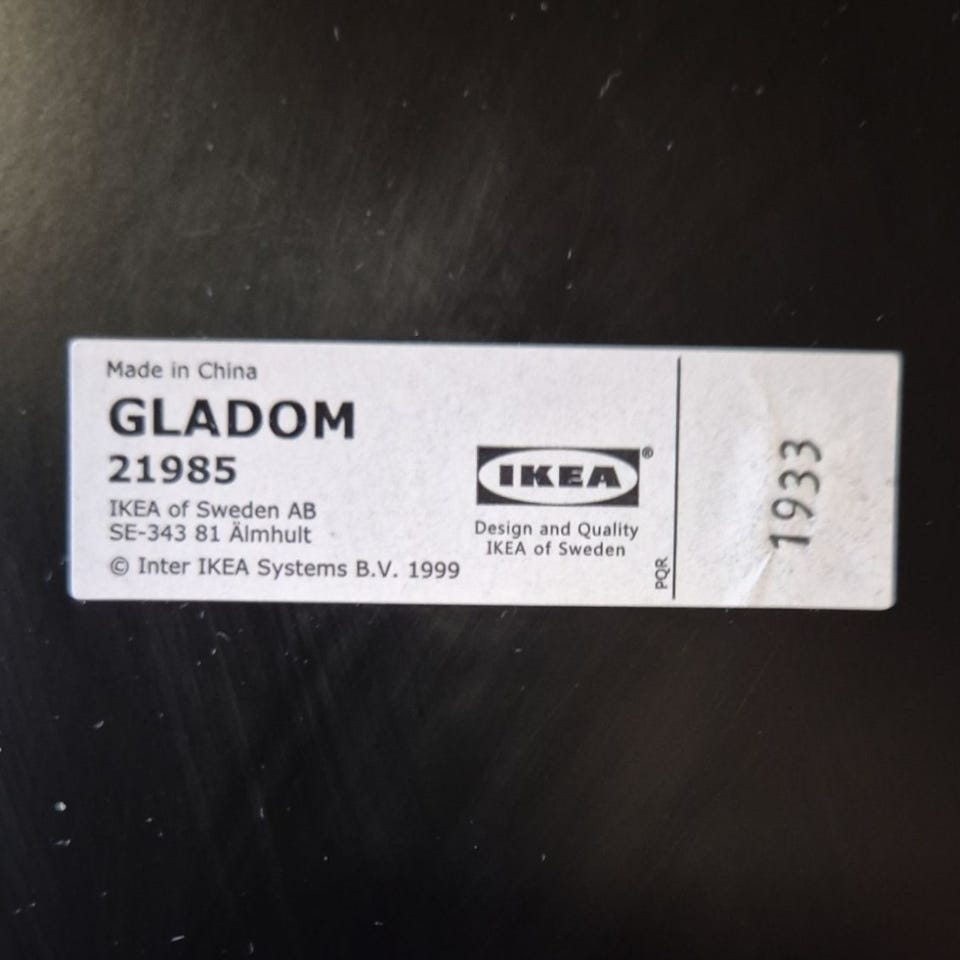 Made in China
GLADOM
21985
IKEA of Sweden AB
SE-343 81 Älmhult
© Inter IKEA Systems B.V. 1999
IKEA®
Design and Quality
IKEA of Sweden
PQR
1933